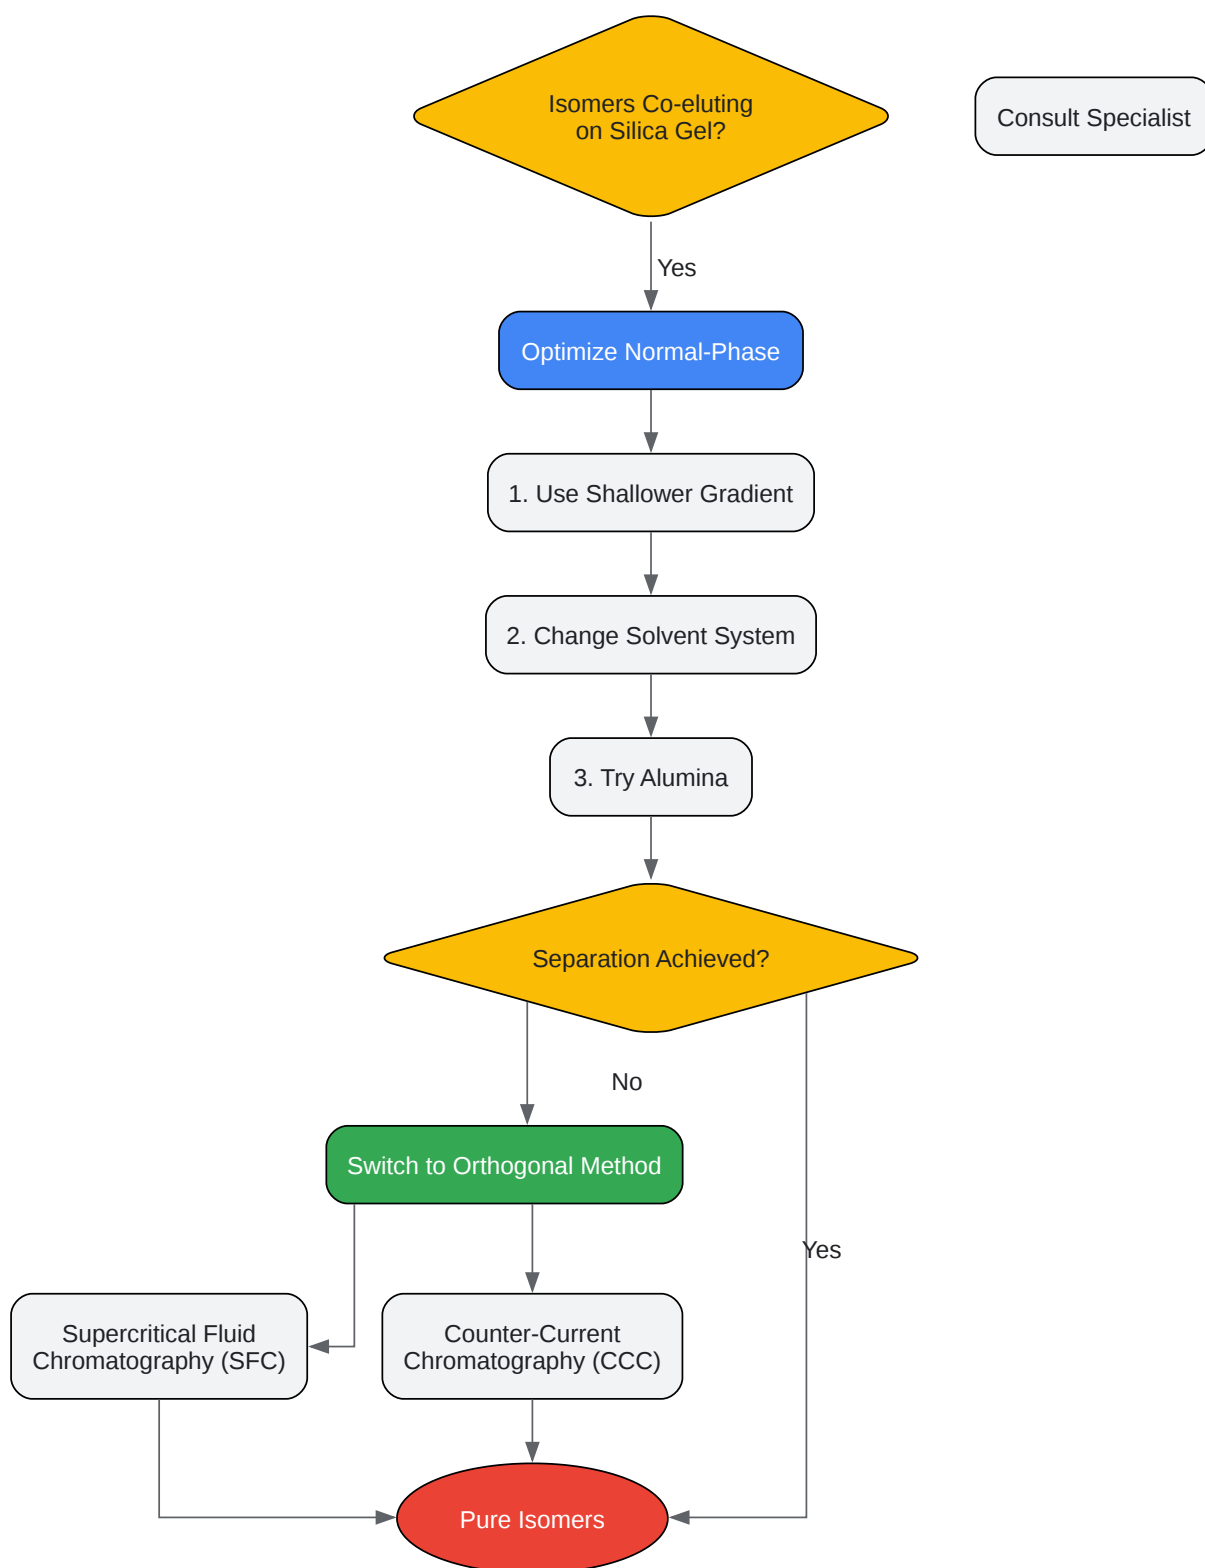 Isomers Co-eluting
on Silica Gel?
Consult Specialist
Yes
Optimize Normal-Phase
1. Use Shallower Gradient
2. Change Solvent System
3. Try Alumina
Separation Achieved?
No
Switch to Orthogonal Method
Yes
Supercritical Fluid
Chromatography (SFC)
Counter-Current
Chromatography (CCC)
Pure Isomers